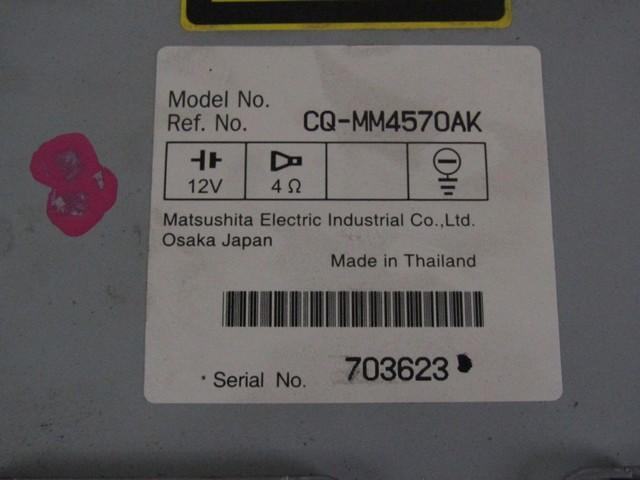 Model No.
Ref. No. CQ-MM4570AK
12V 4 Ω
Matsushita Electric Industrial Co.,Ltd.
Osaka Japan
Made in Thailand
Serial No. 703623